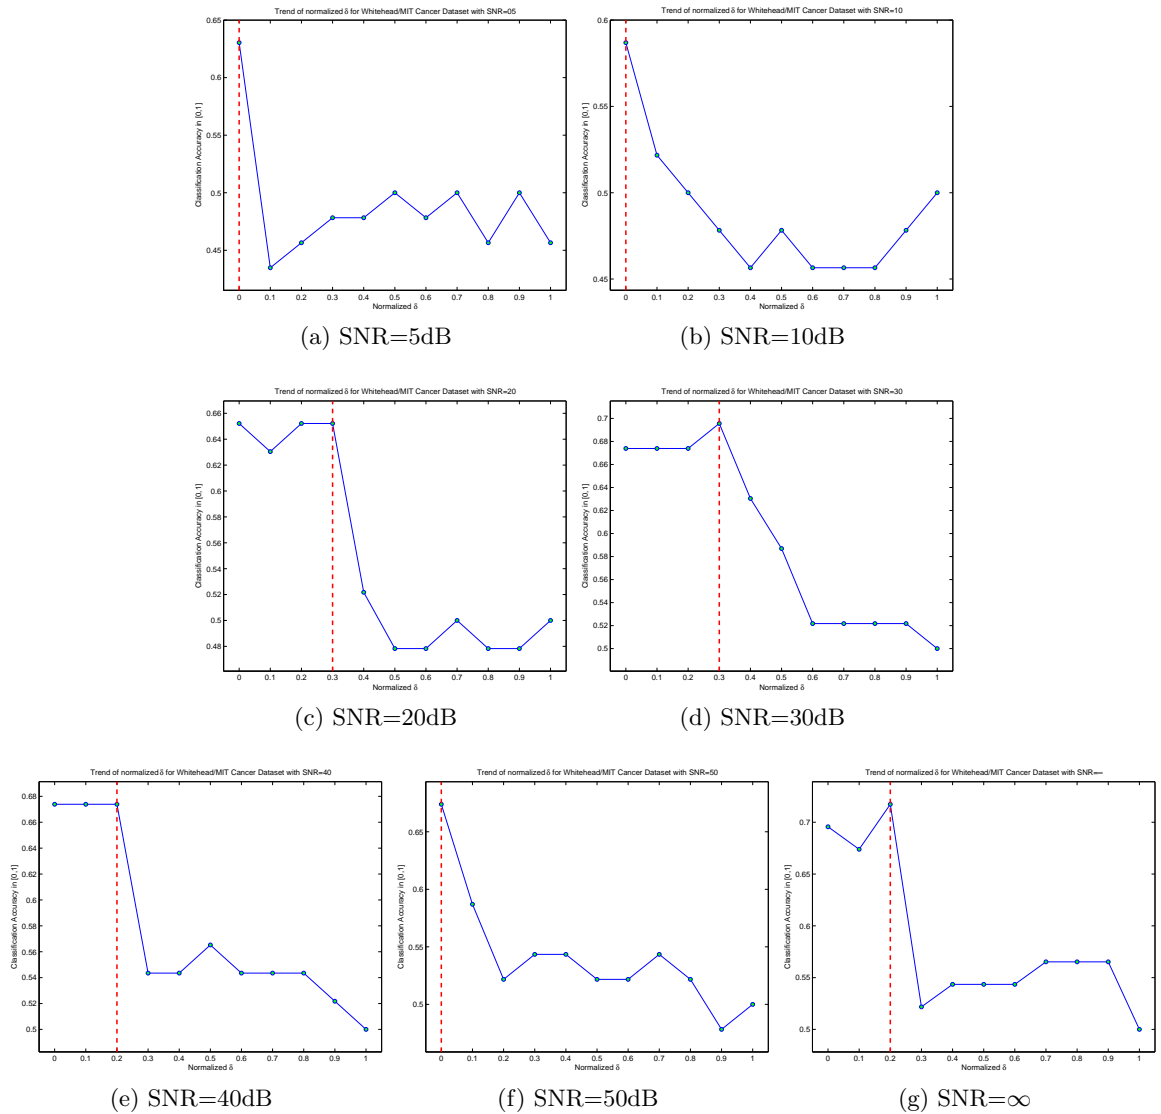 Trend of normalized δ for Whitehead/MIT Cancer Dataset with SNR=05
Classification Accuracy in [0,1]
0.65
0.6
0.55
0.5
0.45
0 0.1 0.2 0.3 0.4 0.5 0.6 0.7 0.8 0.9 1
Normalized δ
(a) SNR=5dB
Trend of normalized δ for Whitehead/MIT Cancer Dataset with SNR=10
Classification Accuracy in [0,1]
0.6
0.55
0.5
0.45
0 0.1 0.2 0.3 0.4 0.5 0.6 0.7 0.8 0.9 1
Normalized δ
(b) SNR=10dB
Trend of normalized δ for Whitehead/MIT Cancer Dataset with SNR=20
Classification Accuracy in [0,1]
0.66
0.64
0.62
0.6
0.58
0.56
0.54
0.52
0.5
0.48
0 0.1 0.2 0.3 0.4 0.5 0.6 0.7 0.8 0.9 1
Normalized δ
(c) SNR=20dB
Trend of normalized δ for Whitehead/MIT Cancer Dataset with SNR=30
Classification Accuracy in [0,1]
0.7
0.68
0.66
0.64
0.62
0.6
0.58
0.56
0.54
0.52
0.5
0 0.1 0.2 0.3 0.4 0.5 0.6 0.7 0.8 0.9 1
Normalized δ
(d) SNR=30dB
Trend of normalized δ for Whitehead/MIT Cancer Dataset with SNR=40
Classification Accuracy in [0,1]
0.68
0.66
0.64
0.62
0.6
0.58
0.56
0.54
0.52
0.5
0 0.1 0.2 0.3 0.4 0.5 0.6 0.7 0.8 0.9 1
Normalized δ
(e) SNR=40dB
Trend of normalized δ for Whitehead/MIT Cancer Dataset with SNR=50
Classification Accuracy in [0,1]
0.65
0.6
0.55
0.5
0 0.1 0.2 0.3 0.4 0.5 0.6 0.7 0.8 0.9 1
Normalized δ
(f) SNR=50dB
Trend of normalized δ for Whitehead/MIT Cancer Dataset with SNR=∞
Classification Accuracy in [0,1]
0.7
0.65
0.6
0.55
0.5
0 0.1 0.2 0.3 0.4 0.5 0.6 0.7 0.8 0.9 1
Normalized δ
(g) SNR=∞